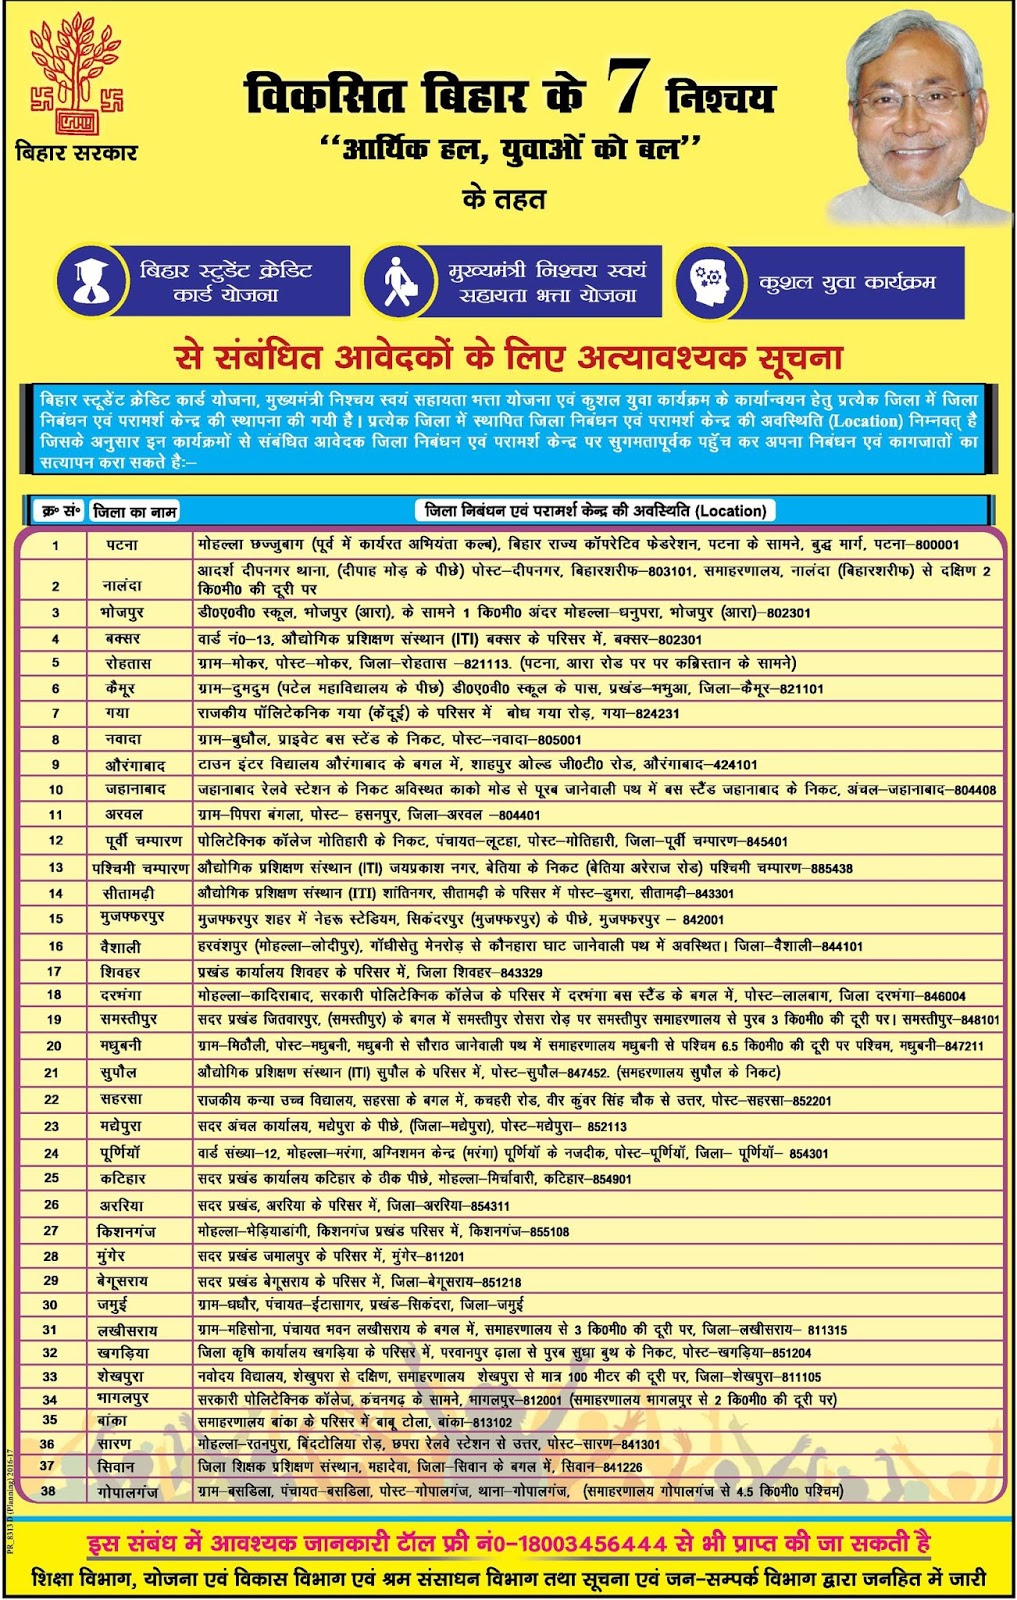 विकसित बिहार के 7 निश्चय
बिहार सरकार
“आर्थिक हल, युवाओं को बल”
के तहत
बिहार स्टुडेंट क्रेडिट
कार्ड योजना
मुख्यमंत्री निश्चय स्वयं
सहायता भत्ता योजना
कुशल युवा कार्यक्रम
से संबंधित आवेदकों के लिए अत्यावश्यक सूचना
बिहार स्टूडेंट क्रेडिट कार्ड योजना, मुख्यमंत्री निश्चय स्वयं सहायता भत्ता योजना एवं कुशल युवा कार्यक्रम के कार्यान्वयन हेतु प्रत्येक जिला में जिला
निबंधन एवं परामर्श केन्द्र की स्थापना की गयी है। प्रत्येक जिला में स्थापित जिला निबंधन एवं परामर्श केन्द्र की अवस्थिति (Location) निम्नवत् है
जिसके अनुसार इन कार्यक्रमों से संबंधित आवेदक जिला निबंधन एवं परामर्श केन्द्र पर सुगमतापूर्वक पहुँच कर अपना निबंधन एवं कागजातों का
सत्यापन करा सकते है:–
क्र० सं० जिला का नाम जिला निबंधन एवं परामर्श केन्द्र की अवस्थिति (Location)
1 पटना मोहल्ला छज्जुबाग (पूर्व में कार्यरत अभियंता कल्ब), बिहार राज्य कॉपरेटिव फेडरेशन, पटना के सामने, बुद्ध मार्ग, पटना–800001
2 नालंदा आदर्श दीपनगर थाना, (दीपाह मोड़ के पीछे) पोस्ट–दीपनगर, बिहारशरीफ–803101, समाहरणालय, नालंदा (बिहारशरीफ) से दक्षिण 2
कि0मी0 की दूरी पर
3 भोजपुर डी0ए0वी0 स्कूल, भोजपुर (आरा), के सामने 1 कि0मी0 अंदर मोहल्ला–धनुपरा, भोजपुर (आरा)–802301
4 बक्सर वार्ड नं0–13, औद्योगिक प्रशिक्षण संस्थान (ITI) बक्सर के परिसर में, बक्सर–802301
5 रोहतास ग्राम–मोकर, पोस्ट–मोकर, जिला–रोहतास –821113. (पटना, आरा रोड पर पर कब्रिस्तान के सामने)
6 कैमूर ग्राम–दुमदुम (पटेल महाविद्यालय के पीछ) डी0ए0वी0 स्कूल के पास, प्रखंड–भभुआ, जिला–कैमूर–821101
7 गया राजकीय पॉलिटेकनिक गया (केंदूई) के परिसर में बोध गया रोड़, गया–824231
8 नवादा ग्राम–बुधौल, प्राइवेट बस स्टेंड के निकट, पोस्ट–नवादा–805001
9 औरंगाबाद टाउन इंटर विद्यालय औरंगाबाद के बगल में, शाहपुर ओल्ड जी0टी0 रोड, औरंगाबाद–424101
10 जहानाबाद जहानाबाद रेलवे स्टेशन के निकट अविस्थत काको मोड से पूरब जानेवाली पथ में बस स्टैंड जहानाबाद के निकट, अंचल–जहानाबाद–804408
11 अरवल ग्राम–पिपरा बंगला, पोस्ट– हसनपुर, जिला–अरवल –804401
12 पूर्वी चम्पारण पोलिटेक्निक कॉलेज मोतिहारी के निकट, पंचायत–लूटहा, पोस्ट–मोतिहारी, जिला–पूर्वी चम्पारण–845401
13 पश्चिमी चम्पारण औद्योगिक प्रशिक्षण संस्थान (ITI) जयप्रकाश नगर, बेतिया के निकट (बेतिया अरेराज रोड) पश्चिमी चम्पारण–885438
14 सीतामढ़ी औद्योगिक प्रशिक्षण संस्थान (ITI) शांतिनगर, सीतामढ़ी के परिसर में पोस्ट–डुमरा, सीतामढ़ी–843301
15 मुजफ्फरपुर मुजफ्फरपुर शहर में नेहरू स्टेडियम, सिकंदरपुर (मुजफ्फरपुर) के पीछे, मुजफ्फरपुर – 842001
16 वैशाली हरवंशपुर (मोहल्ला–लोदीपुर), गाँधीसेतु मेनरोड़ से कौनहारा घाट जानेवाली पथ में अवस्थित। जिला–वैशाली–844101
17 शिवहर प्रखंड कार्यालय शिवहर के परिसर में, जिला शिवहर–843329
18 दरभंगा मोहल्ला–कादिराबाद, सरकारी पोलिटेक्निक कॉलेज के परिसर में दरभंगा बस स्टैंड के बगल में, पोस्ट–लालबाग, जिला दरभंगा–846004
19 समस्तीपुर सदर प्रखंड जितवारपुर, (समस्तीपुर) के बगल में समस्तीपुर रोसरा रोड़ पर समस्तीपुर समाहरणालय से पुरब 3 कि0मी0 की दूरी पर। समस्तीपुर–848101
20 मधुबनी ग्राम–मिठौली, पोस्ट–मधुबनी, मधुबनी से सौराठ जानेवाली पथ में समाहरणालय मधुबनी से पश्चिम 6.5 कि0मी0 की दूरी पर पश्चिम, मधुबनी–847211
21 सुपौल औद्योगिक प्रशिक्षण संस्थान (ITI) सुपौल के परिसर में, पोस्ट–सुपौल–847452. (समहरणालय सुपौल के निकट)
22 सहरसा राजकीय कन्या उच्च विद्यालय, सहरसा के बगल में, कचहरी रोड, वीर कुंवर सिंह चौक से उत्तर, पोस्ट–सहरसा–852201
23 मद्येपुरा सदर अंचल कार्यालय, मद्येपुरा के पीछे, (जिला–मद्येपुरा), पोस्ट–मद्येपुरा– 852113
24 पूर्णियाँ वार्ड संख्या–12, मोहल्ला–मरंगा, अग्निशमन केन्द्र (मरंगा) पूर्णियाँ के नजदीक, पोस्ट–पूर्णियाँ, जिला– पूर्णियाँ– 854301
25 कटिहार सदर प्रखंड कार्यालय कटिहार के ठीक पीछे, मोहल्ला–मिर्चावारी, कटिहार–854901
26 अररिया सदर प्रखंड, अररिया के परिसर में, जिला–अररिया–854311
27 किशनगंज मोहल्ला–भेड़ियाडांगी, किशनगंज प्रखंड परिसर में, किशनगंज–855108
28 मुंगेर सदर प्रखंड जमालपुर के परिसर में, मुंगेर–811201
29 बेगूसराय सदर प्रखंड बेगूसराय के परिसर में, जिला–बेगूसराय–851218
30 जमुई ग्राम–धधौर, पंचायत–ईटासागर, प्रखंड–सिकंदरा, जिला–जमुई
31 लखीसराय ग्राम–महिसोना, पंचायत भवन लखीसराय के बगल में, समाहरणालय से 3 कि0मी0 की दूरी पर, जिला–लखीसराय– 811315
32 खगड़िया जिला कृषि कार्यालय खगड़िया के परिसर में, परवानपुर ढ़ाला से पुरब सुधा बुथ के निकट, पोस्ट–खगड़िया–851204
33 शेखपुरा नवोदय विद्यालय, शेखुपरा से दक्षिण, समाहरणालय शेखपुरा से मात्र 100 मीटर की दूरी पर, जिला–शेखपुरा–811105
34 भागलपुर सरकारी पोलिटेक्निक कॉलेज, कंचनगढ़ के सामने, भागलपुर–812001 (समाहरणालय भागलपुर से 2 कि0मी0 की दूरी पर)
35 बांका समाहरणालय बांका के परिसर में बाबू टोला, बांका–813102
36 सारण मोहल्ला–रतनपुरा, बिंदटोलिया रोड़, छपरा रेलवे स्टेशन से उत्तर, पोस्ट–सारण–841301
37 सिवान जिला शिक्षक प्रशिक्षण संस्थान, महादेवा, जिला–सिवान के बगल में, सिवान–841226
38 गोपालगंज ग्राम–बसडिला, पंचायत–बसडिला, पोस्ट–गोपालगंज, थाना–गोपालगंज, (समाहरणालय गोपालगंज से 4.5 कि0मी0 पश्चिम)
PR_8313 D (Planning) 2016-17
इस संबंध में आवश्यक जानकारी टॉल फ्री नं0–18003456444 से भी प्राप्त की जा सकती है
शिक्षा विभाग, योजना एवं विकास विभाग एवं श्रम संसाधन विभाग तथा सूचना एवं जन–सम्पर्क विभाग द्वारा जनहित में जारी